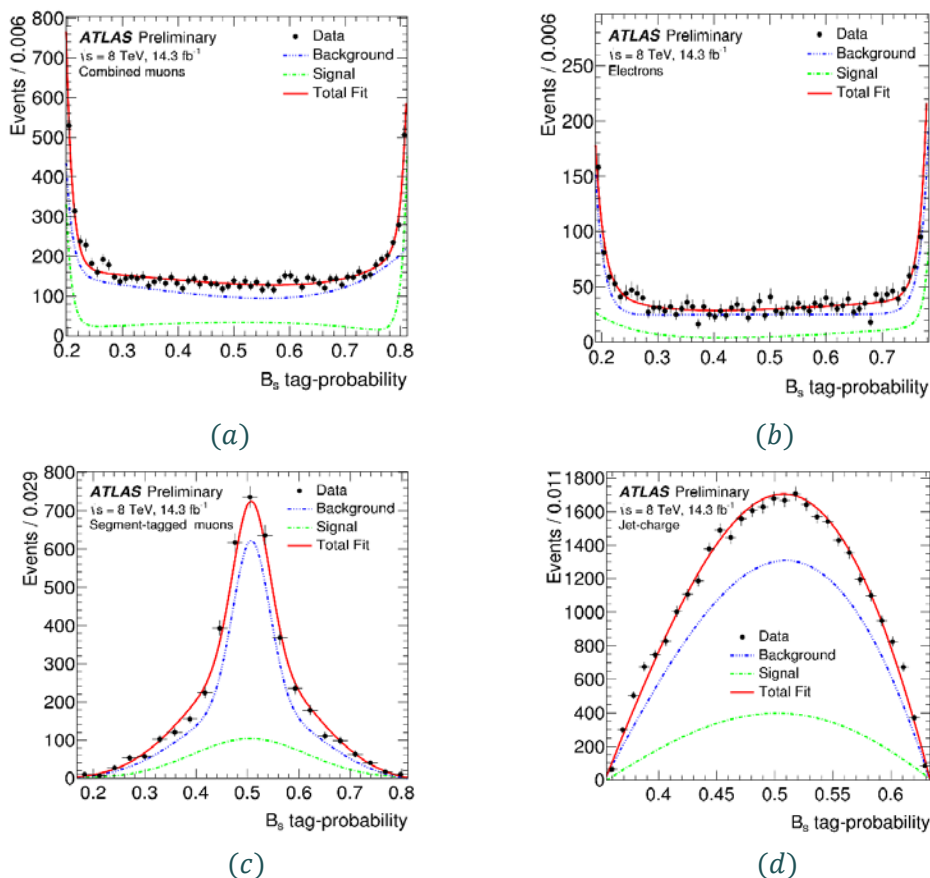 Events / 0.006
800
700
600
500
400
300
200
100
0
ATLAS Preliminary
√s = 8 TeV, 14.3 fb⁻¹
Combined muons
Data
Background
Signal
Total Fit
0.2 0.3 0.4 0.5 0.6 0.7 0.8
Bₛ tag-probability
(a)
Events / 0.006
250
200
150
100
50
0
ATLAS Preliminary
√s = 8 TeV, 14.3 fb⁻¹
Electrons
Data
Background
Signal
Total Fit
0.2 0.3 0.4 0.5 0.6 0.7
Bₛ tag-probability
(b)
Events / 0.029
800
700
600
500
400
300
200
100
0
ATLAS Preliminary
√s = 8 TeV, 14.3 fb⁻¹
Segment-tagged muons
Data
Background
Signal
Total Fit
0.2 0.3 0.4 0.5 0.6 0.7 0.8
Bₛ tag-probability
(c)
Events / 0.011
1800
1600
1400
1200
1000
800
600
400
200
0
ATLAS Preliminary
√s = 8 TeV, 14.3 fb⁻¹
Jet-charge
Data
Background
Signal
Total Fit
0.4 0.45 0.5 0.55 0.6
Bₛ tag-probability
(d)